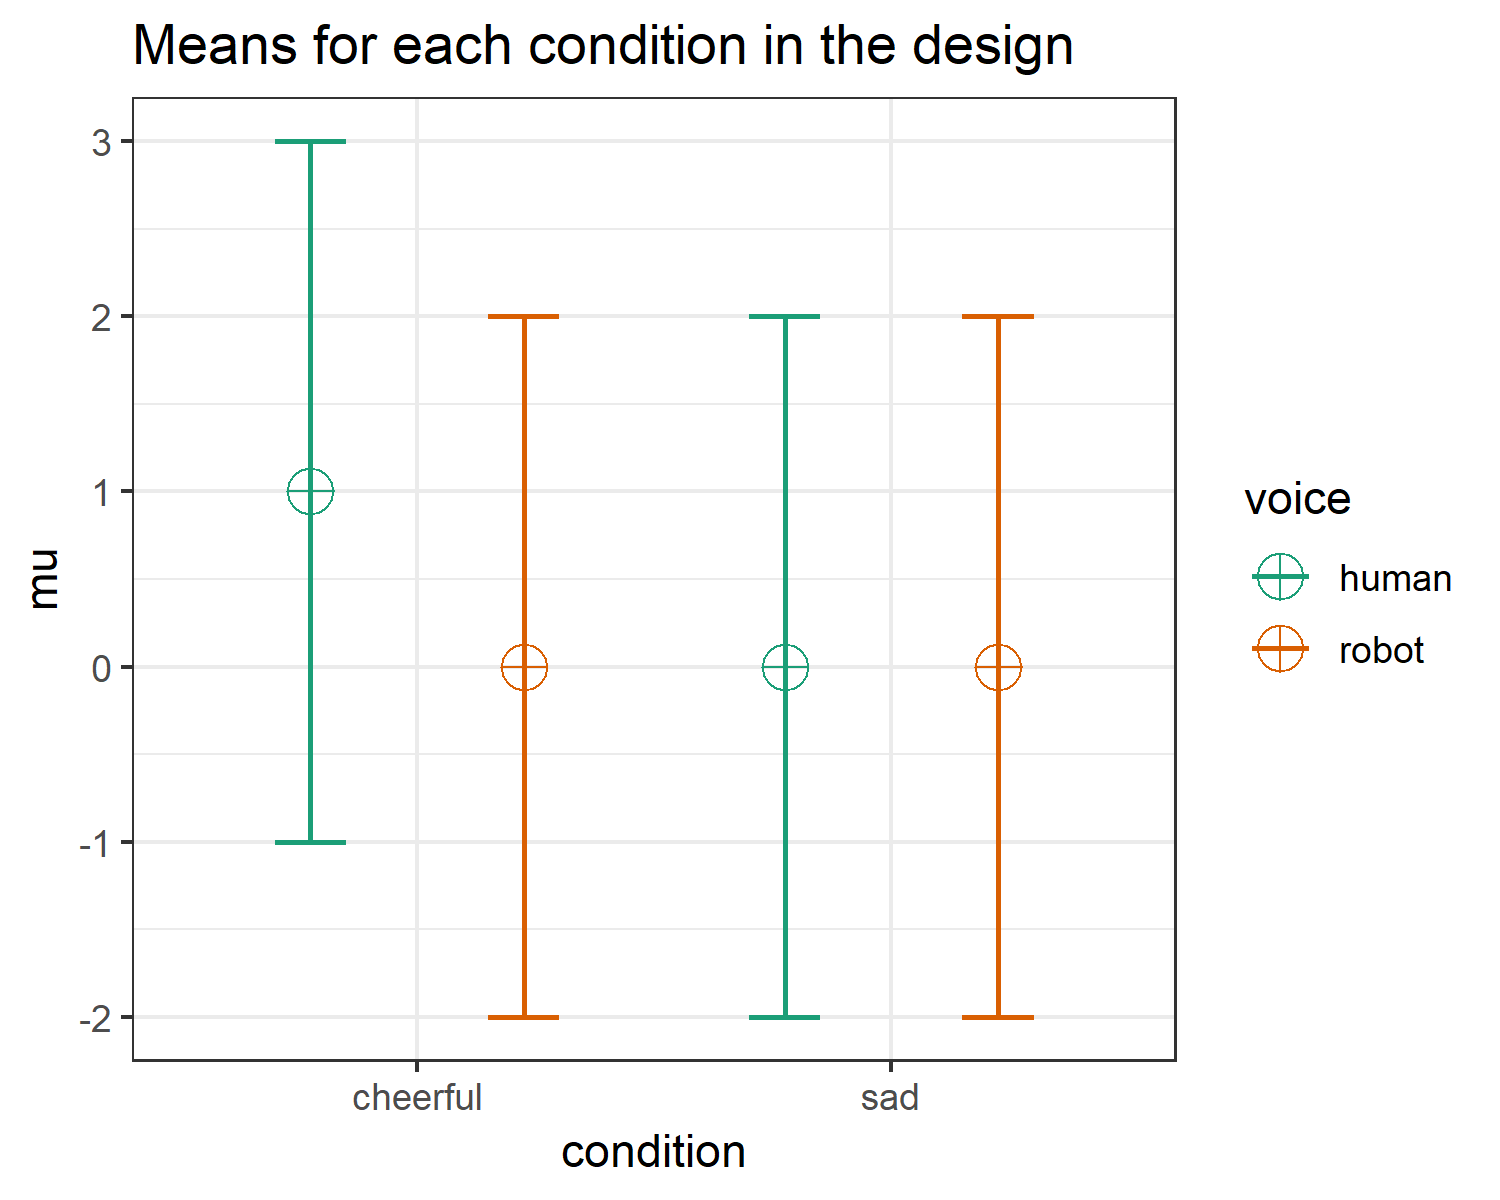 Means for each condition in the design
3
2
1
0
-1
-2
mu
cheerful
sad
condition
voice
human
robot